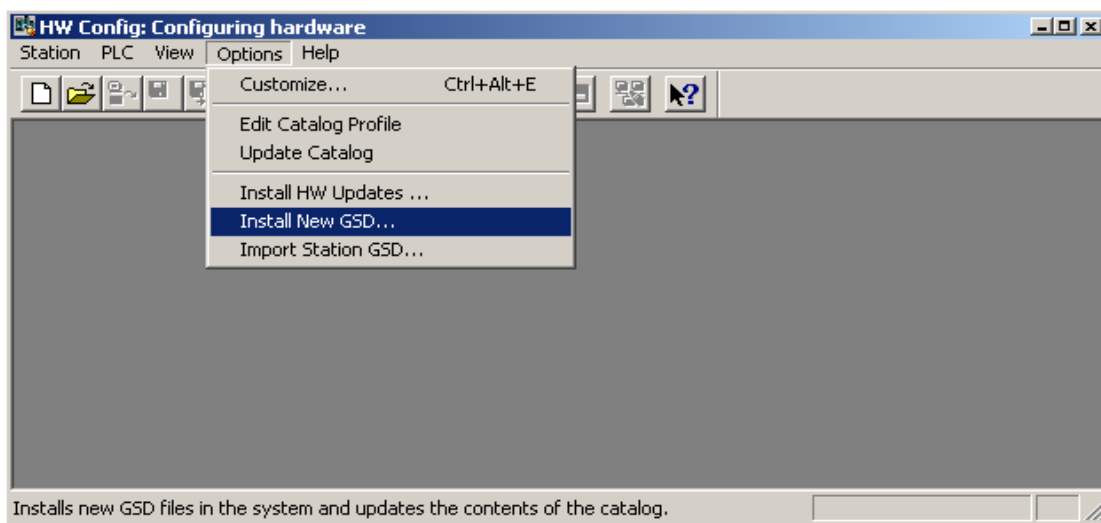 HW Config: Configuring hardware
Station PLC View Options Help
Customize... Ctrl+Alt+E
Edit Catalog Profile
Update Catalog
Install HW Updates ...
Install New GSD...
Import Station GSD...
Installs new GSD files in the system and updates the contents of the catalog.